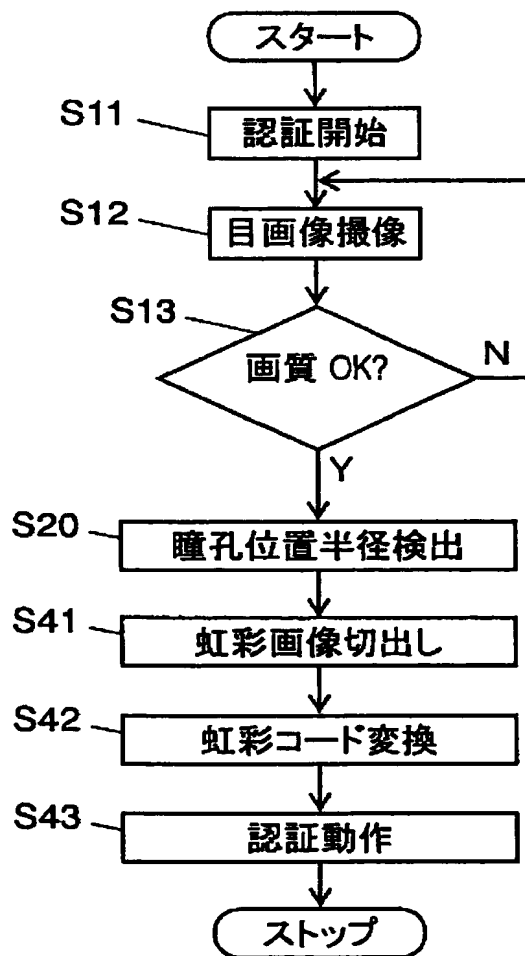 スタート
S11
認証開始
S12
目画像撮像
S13
画質 OK?
N
Y
S20
瞳孔位置半径検出
S41
虹彩画像切出し
S42
虹彩コード変換
S43
認証動作
ストップ